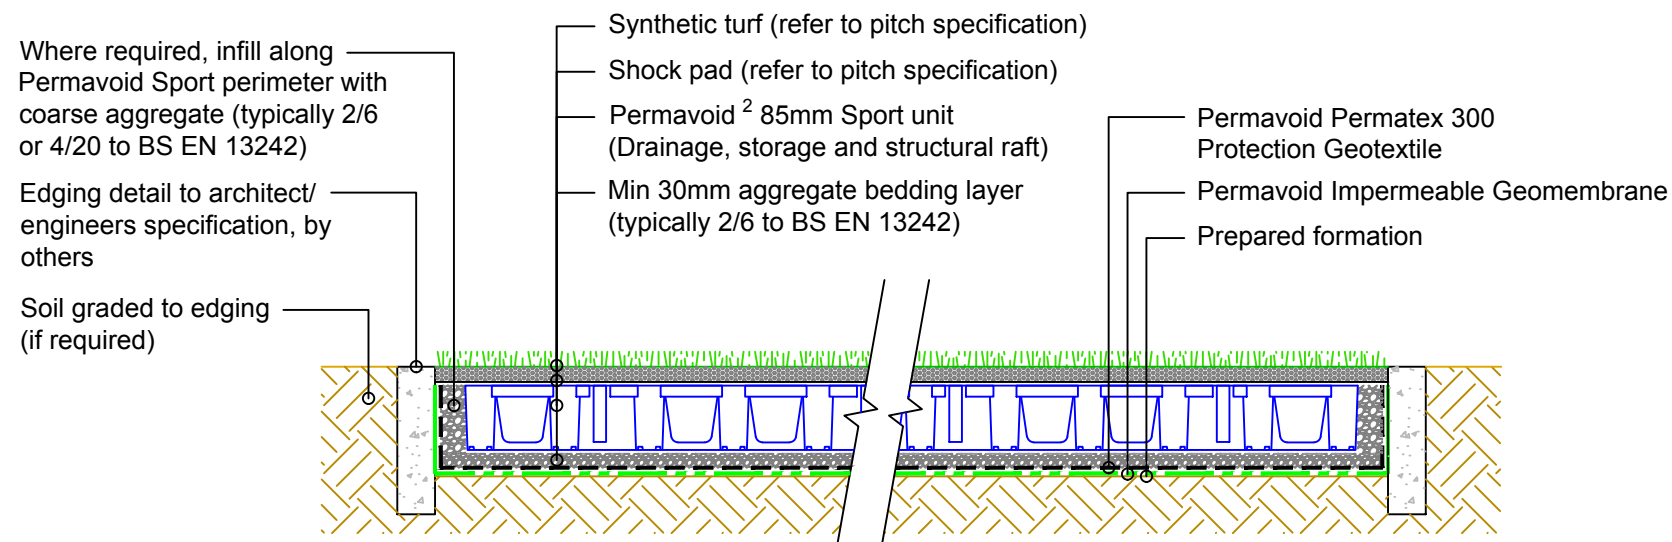 Where required, infill along
Permavoid Sport perimeter with
coarse aggregate (typically 2/6
or 4/20 to BS EN 13242)
Edging detail to architect/
engineers specification, by
others
Soil graded to edging
(if required)
Synthetic turf (refer to pitch specification)
Shock pad (refer to pitch specification)
Permavoid ² 85mm Sport unit
(Drainage, storage and structural raft)
Min 30mm aggregate bedding layer
(typically 2/6 to BS EN 13242)
Permavoid Permatex 300
Protection Geotextile
Permavoid Impermeable Geomembrane
Prepared formation